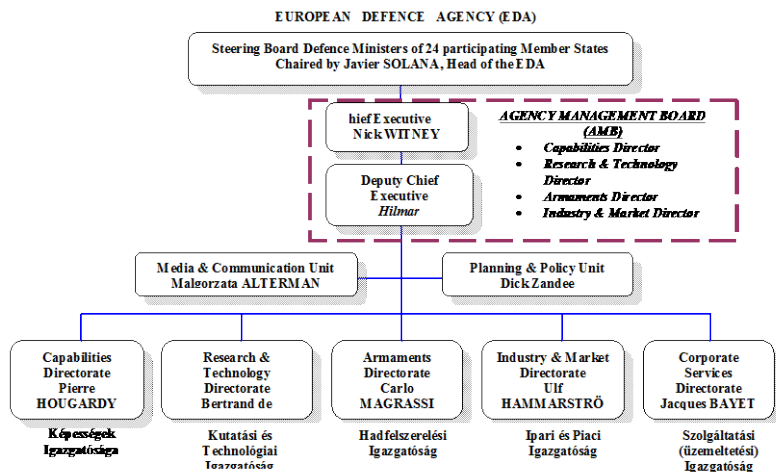 EUROPEAN DEFENCE AGENCY (EDA)
Steering Board Defence Ministers of 24 participating Member States
Chaired by Javier SOLANA, Head of the EDA
hief Executive
Nick WITNEY
Deputy Chief
Executive
Hilmar
AGENCY MANAGEMENT BOARD
(AMB)
• Capabilities Director
• Research & Technology
Director
• Armaments Director
• Industry & Market Director
Media & Communication Unit
Malgorzata ALTERMAN
Planning & Policy Unit
Dick Zandee
Capabilities
Directorate
Pierre
HOUGARDY
Képességek
Igazgatósága
Research &
Technology
Directorate
Bertrand de
Kutatási és
Technológiai
Igazgatóság
Armaments
Directorate
Carlo
MAGRASSI
Hadfelszerelési
Igazgatóság
Industry & Market
Directorate
Ulf
HAMMARSTRÖ
Ipari és Piaci
Igazgatóság
Corporate
Services
Directorate
Jacques BAYET
Szolgáltatási
(üzemeltetési)
Igazgatóság